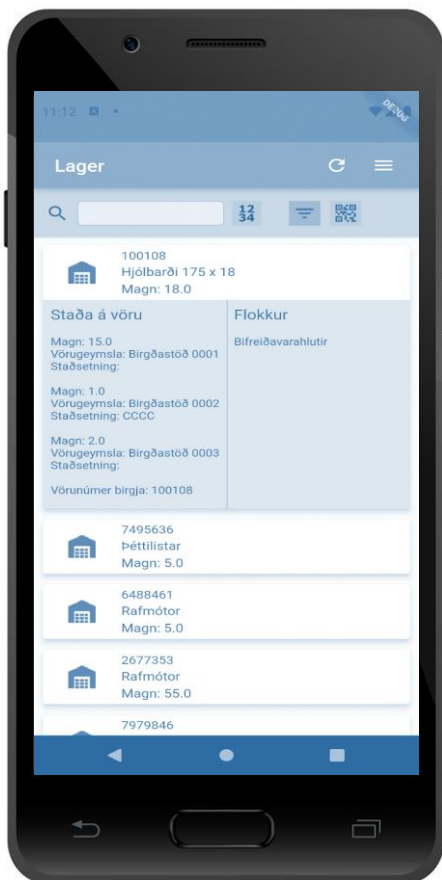 11:12
DEBUG
Lager
12
34
100108
Hjólbarði 175 x 18
Magn: 18.0
Staða á vöru
Magn: 15.0
Vörugeymsla: Birgðastöð 0001
Staðsetning:
Magn: 1.0
Vörugeymsla: Birgðastöð 0002
Staðsetning: CCCC
Magn: 2.0
Vörugeymsla: Birgðastöð 0003
Staðsetning:
Vörunúmer birgja: 100108
Flokkur
Bifreiðavarahlutir
7495636
Þéttilistar
Magn: 5.0
6488461
Rafmótor
Magn: 5.0
2677353
Rafmótor
Magn: 55.0
7979846